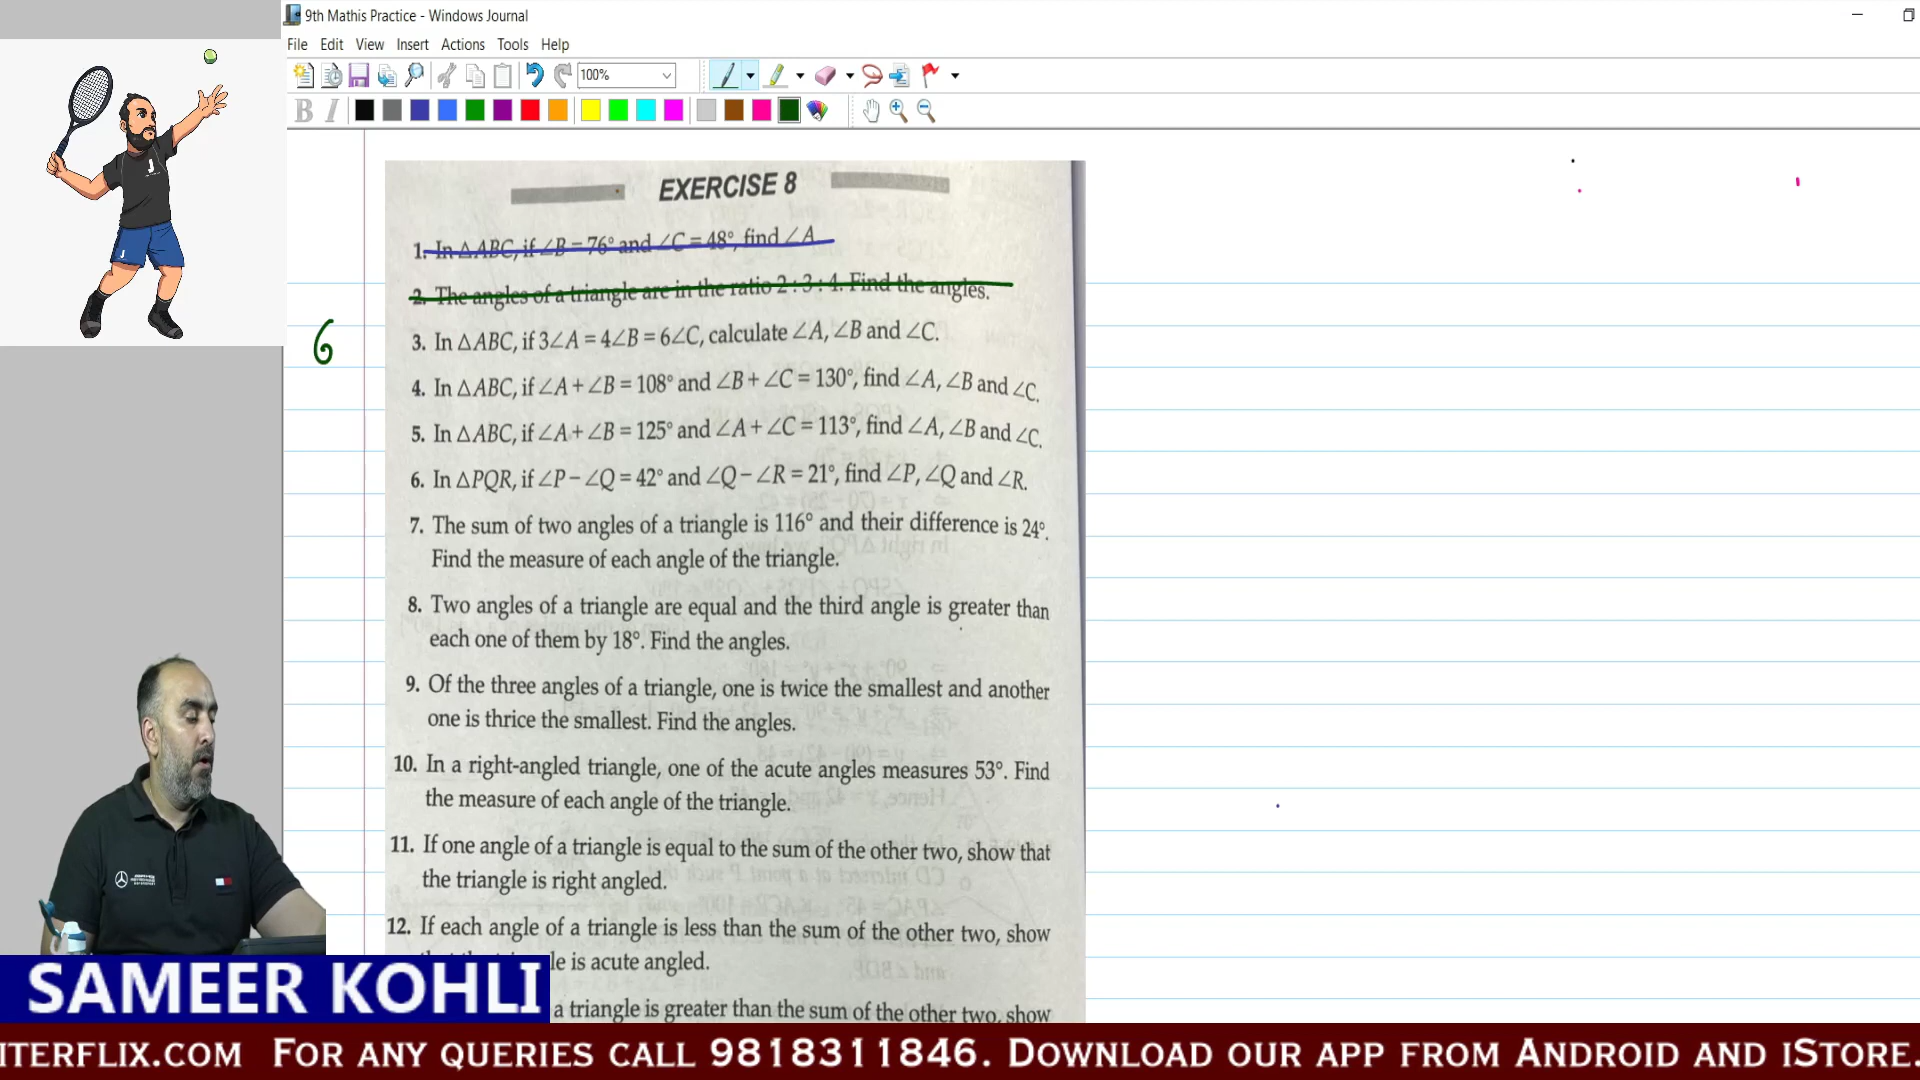 9th Mathis Practice - Windows Journal
File Edit View Insert Actions Tools Help
100%
B I
EXERCISE 8
1. In △ABC, if ∠B = 76° and ∠C = 48°, find ∠A
2. The angles of a triangle are in the ratio 2 : 3 : 4. Find the angles.
6
3. In △ABC, if 3∠A = 4∠B = 6∠C, calculate ∠A, ∠B and ∠C.
4. In △ABC, if ∠A + ∠B = 108° and ∠B + ∠C = 130°, find ∠A, ∠B and ∠C.
5. In △ABC, if ∠A + ∠B = 125° and ∠A + ∠C = 113°, find ∠A, ∠B and ∠C.
6. In △PQR, if ∠P − ∠Q = 42° and ∠Q − ∠R = 21°, find ∠P, ∠Q and ∠R.
7. The sum of two angles of a triangle is 116° and their difference is 24°.
Find the measure of each angle of the triangle.
8. Two angles of a triangle are equal and the third angle is greater than
each one of them by 18°. Find the angles.
9. Of the three angles of a triangle, one is twice the smallest and another
one is thrice the smallest. Find the angles.
10. In a right-angled triangle, one of the acute angles measures 53°. Find
the measure of each angle of the triangle.
11. If one angle of a triangle is equal to the sum of the other two, show that
the triangle is right angled.
12. If each angle of a triangle is less than the sum of the other two, show
le is acute angled.
a triangle is greater than the sum of the other two, show
SAMEER KOHLI
ITERFLIX.COM FOR ANY QUERIES CALL 9818311846. DOWNLOAD OUR APP FROM ANDROID AND ISTORE.